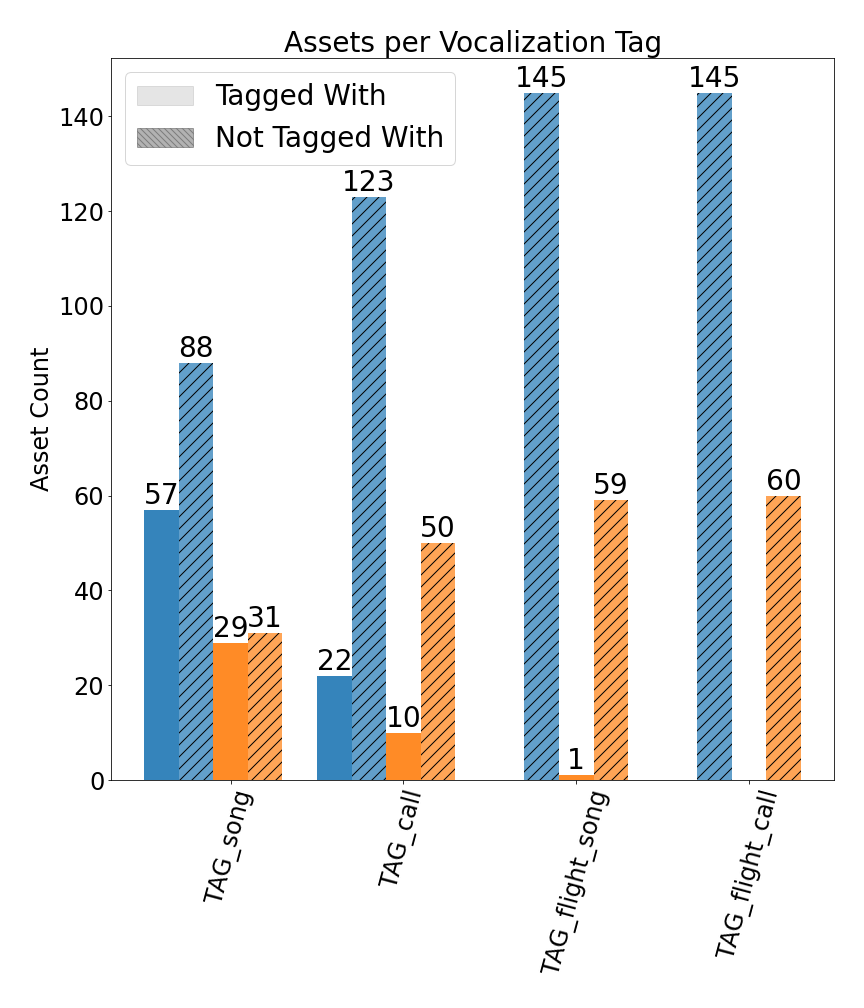 Assets per Vocalization Tag
Tagged With
Not Tagged With
Asset Count
140
120
100
80
60
40
20
0
57
88
29
31
22
123
10
50
145
1
59
145
60
TAG_song
TAG_call
TAG_flight_song
TAG_flight_call